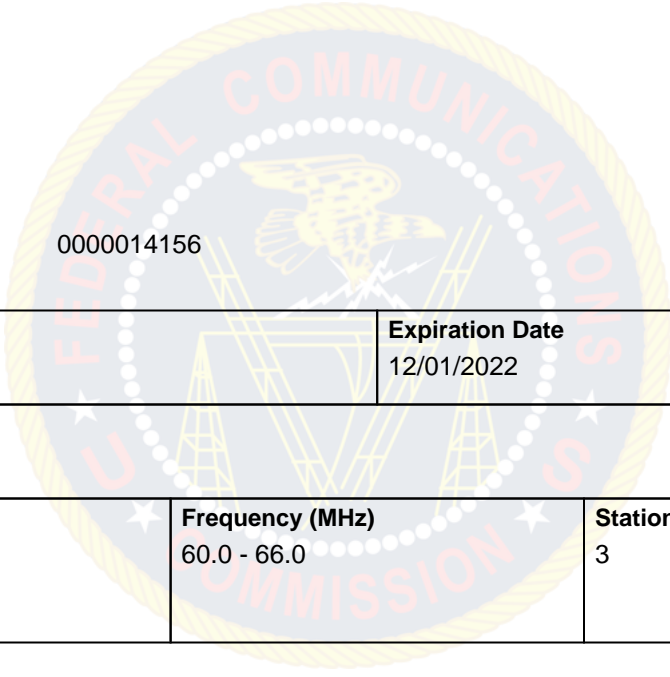 FEDERAL COMMUNICATIONS COMMISSION
U S
0000014156
Expiration Date
12/01/2022
Frequency (MHz)
Station
60.0 - 66.0
3